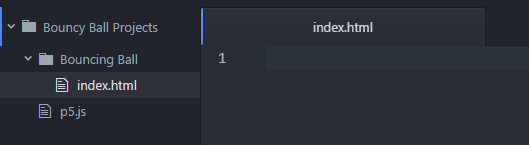 Bouncy Ball Projects
Bouncing Ball
index.html
p5.js
index.html
1